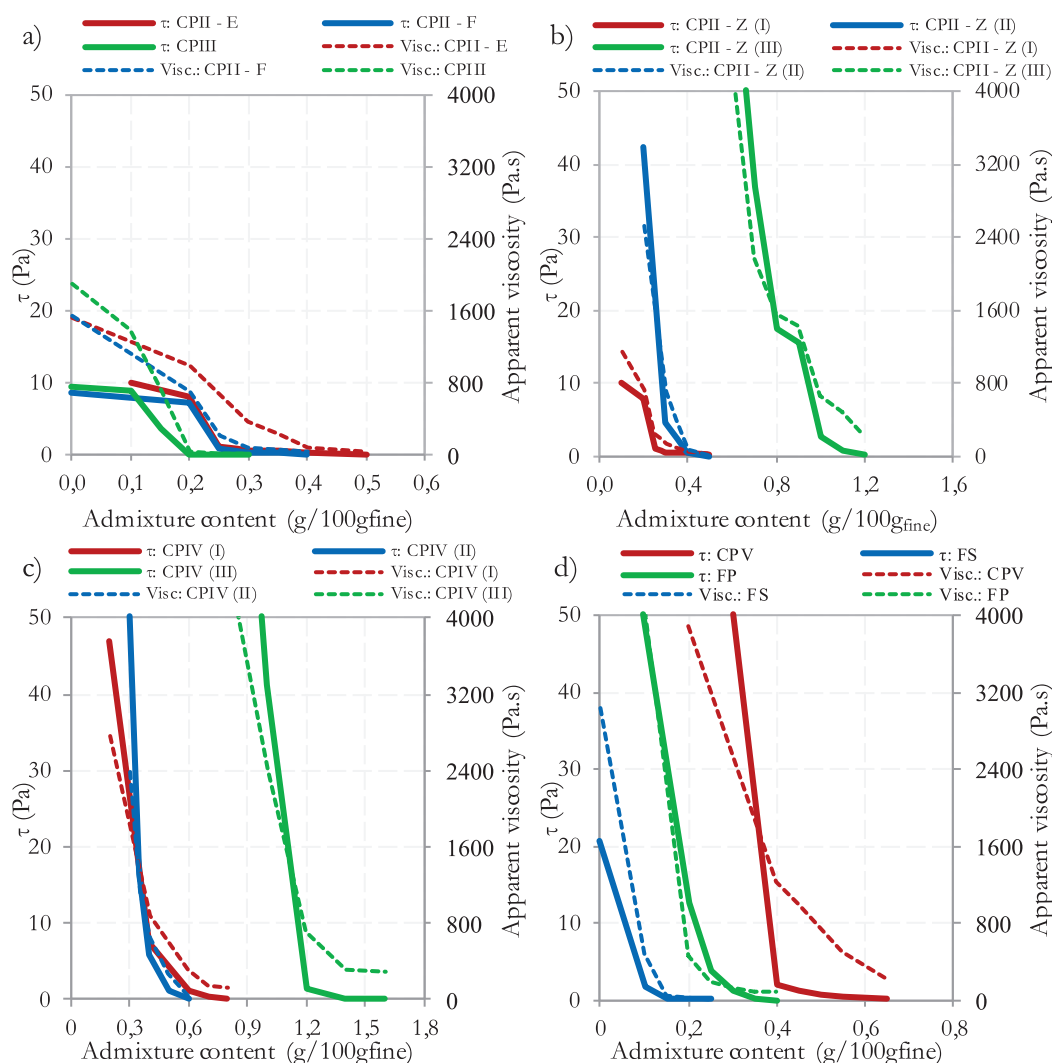 a)
τ: CPII - E
τ: CPII - F
τ: CPIII
Visc.: CPII - E
Visc.: CPII - F
Visc.: CPIII
50
40
30
20
10
0
τ (Pa)
4000
3200
2400
1600
800
0
Apparent viscosity (Pa.s)
0,0 0,1 0,2 0,3 0,4 0,5 0,6
Admixture content (g/100gfine)
b)
τ: CPII - Z (I)
τ: CPII - Z (II)
τ: CPII - Z (III)
Visc.: CPII - Z (I)
Visc.: CPII - Z (II)
Visc.: CPII - Z (III)
50
40
30
20
10
0
τ (Pa)
4000
3200
2400
1600
800
0
Apparent viscosity (Pa.s)
0,0 0,4 0,8 1,2 1,6
Admixture content (g/100gfine)
c)
τ: CPIV (I)
τ: CPIV (II)
τ: CPIV (III)
Visc.: CPIV (I)
Visc: CPIV (II)
Visc.: CPIV (III)
50
40
30
20
10
0
τ (Pa)
4000
3200
2400
1600
800
0
Apparent viscosity (Pa.s)
0 0,3 0,6 0,9 1,2 1,5 1,8
Admixture content (g/100gfine)
d)
τ: CPV
τ: FS
τ: FP
Visc.: CPV
Visc.: FS
Visc.: FP
50
40
30
20
10
0
τ (Pa)
4000
3200
2400
1600
800
0
Apparent viscosity (Pa.s)
0 0,2 0,4 0,6 0,8
Admixture content (g/100gfine)